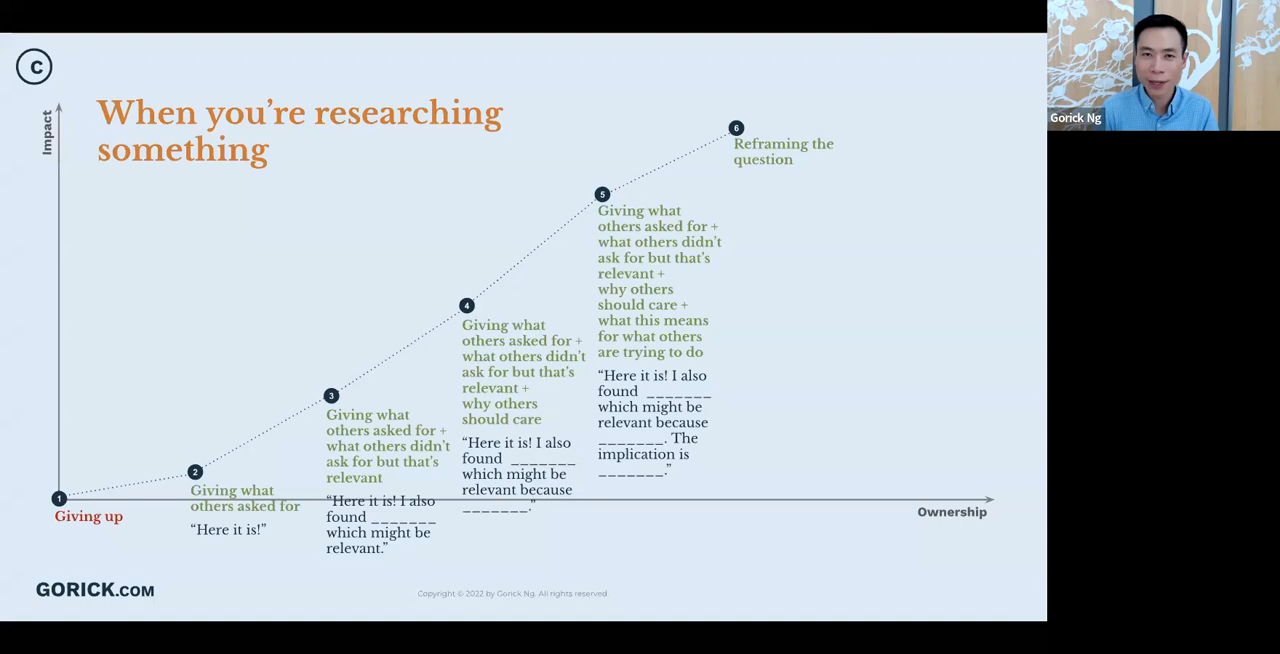 C
Impact
When you’re researching
something
1
Giving up
2
Giving what
others asked for
“Here it is!”
3
Giving what
others asked for +
what others didn’t
ask for but that’s
relevant
“Here it is! I also
found _______
which might be
relevant.”
4
Giving what
others asked for +
what others didn’t
ask for but that’s
relevant +
why others
should care
“Here it is! I also
found _______
which might be
relevant because
_______.”
5
Giving what
others asked for +
what others didn’t
ask for but that’s
relevant +
why others
should care +
what this means
for what others
are trying to do
“Here it is! I also
found _______
which might be
relevant because
_______. The
implication is
_______.”
6
Reframing the
question
Ownership
GORICK.COM
Copyright © 2022 by Gorick Ng. All rights reserved
Gorick Ng